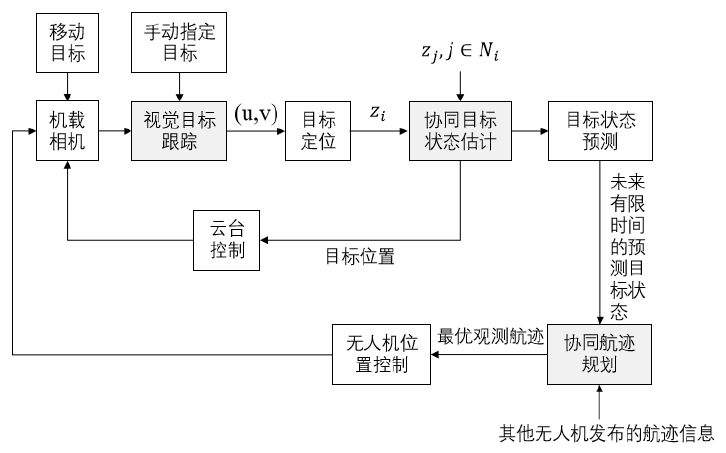 移动
目标
手动指定
目标
z_j, j ∈ N_i
机载
相机
视觉目标
跟踪
(u,v)
目标
定位
z_i
协同目标
状态估计
目标状态
预测
云台
控制
目标位置
未来
有限
时间
的预
测目
标状
态
无人机位
置控制
最优观测航迹
协同航迹
规划
其他无人机发布的航迹信息